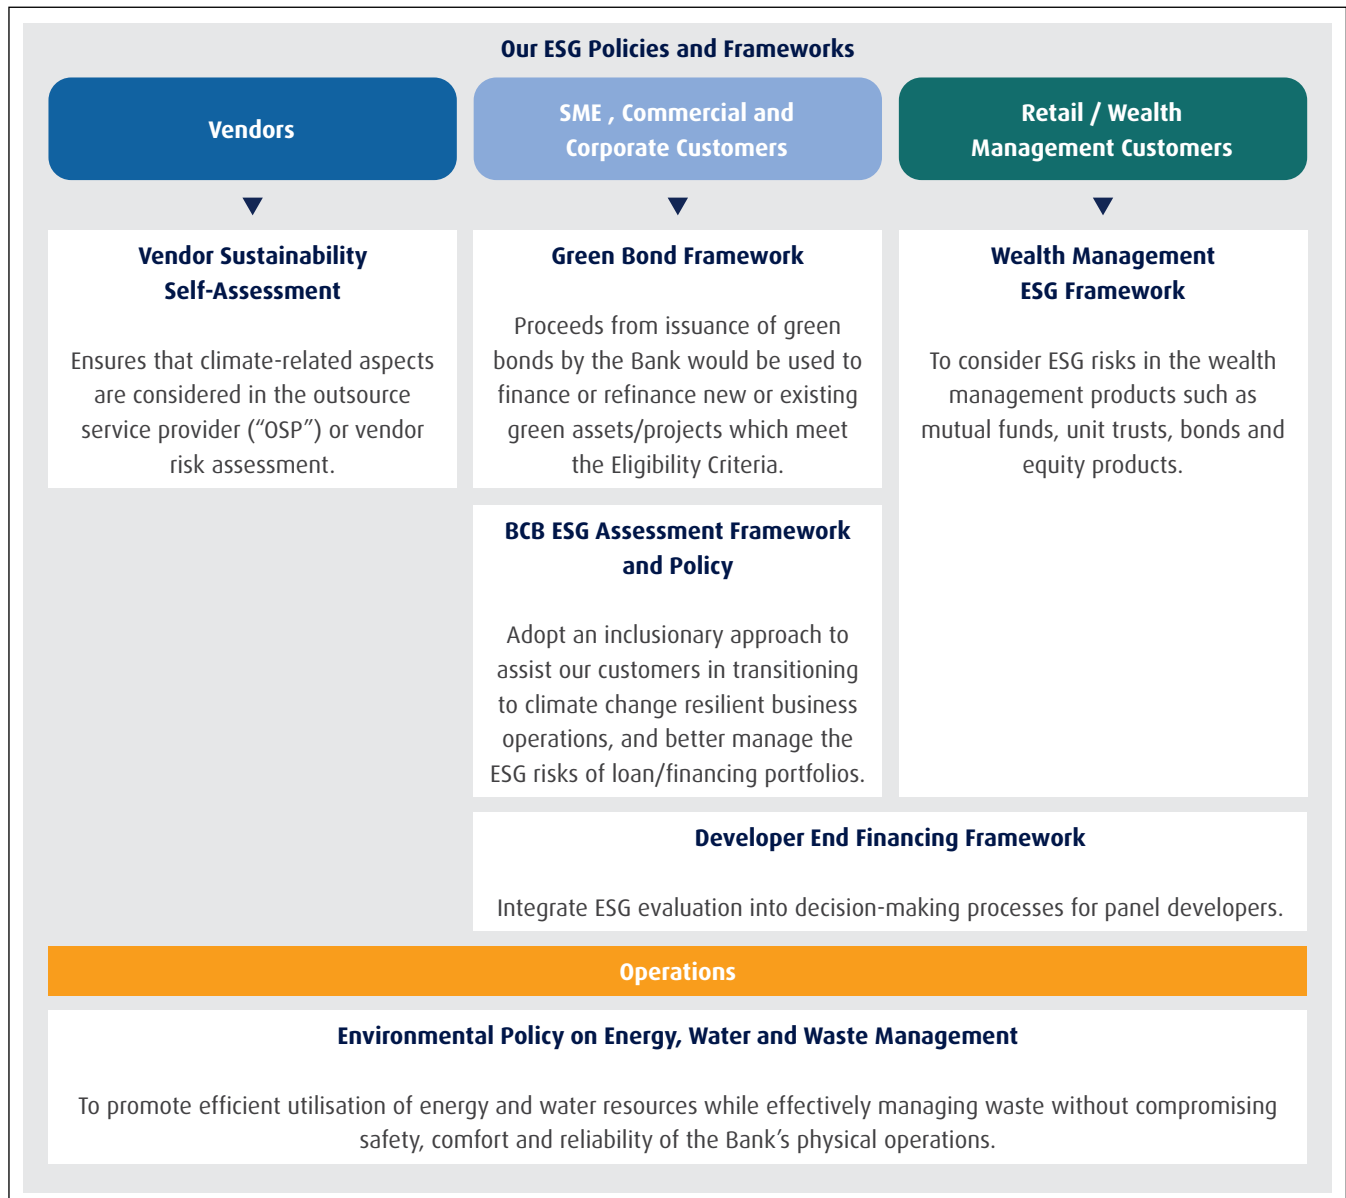 Our ESG Policies and Frameworks
Vendors
SME , Commercial and
Corporate Customers
Retail / Wealth
Management Customers
Vendor Sustainability
Self-Assessment
Ensures that climate-related aspects
are considered in the outsource
service provider (“OSP”) or vendor
risk assessment.
Green Bond Framework
Proceeds from issuance of green
bonds by the Bank would be used to
finance or refinance new or existing
green assets/projects which meet
the Eligibility Criteria.
BCB ESG Assessment Framework
and Policy
Adopt an inclusionary approach to
assist our customers in transitioning
to climate change resilient business
operations, and better manage the
ESG risks of loan/financing portfolios.
Wealth Management
ESG Framework
To consider ESG risks in the wealth
management products such as
mutual funds, unit trusts, bonds and
equity products.
Developer End Financing Framework
Integrate ESG evaluation into decision-making processes for panel developers.
Operations
Environmental Policy on Energy, Water and Waste Management
To promote efficient utilisation of energy and water resources while effectively managing waste without compromising
safety, comfort and reliability of the Bank’s physical operations.